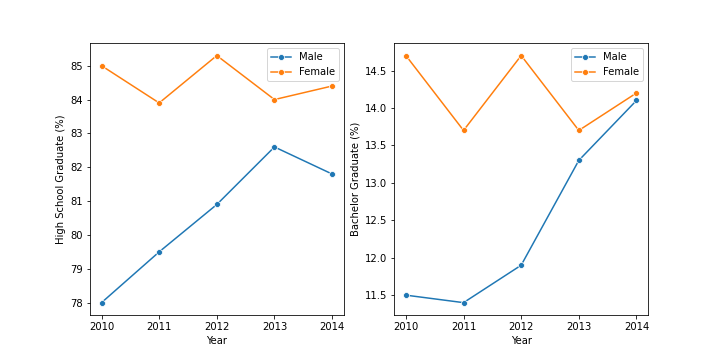 High School Graduate (%)
85
84
83
82
81
80
79
78
2010 2011 2012 2013 2014
Year
Male
Female
Bachelor Graduate (%)
14.5
14.0
13.5
13.0
12.5
12.0
11.5
2010 2011 2012 2013 2014
Year
Male
Female